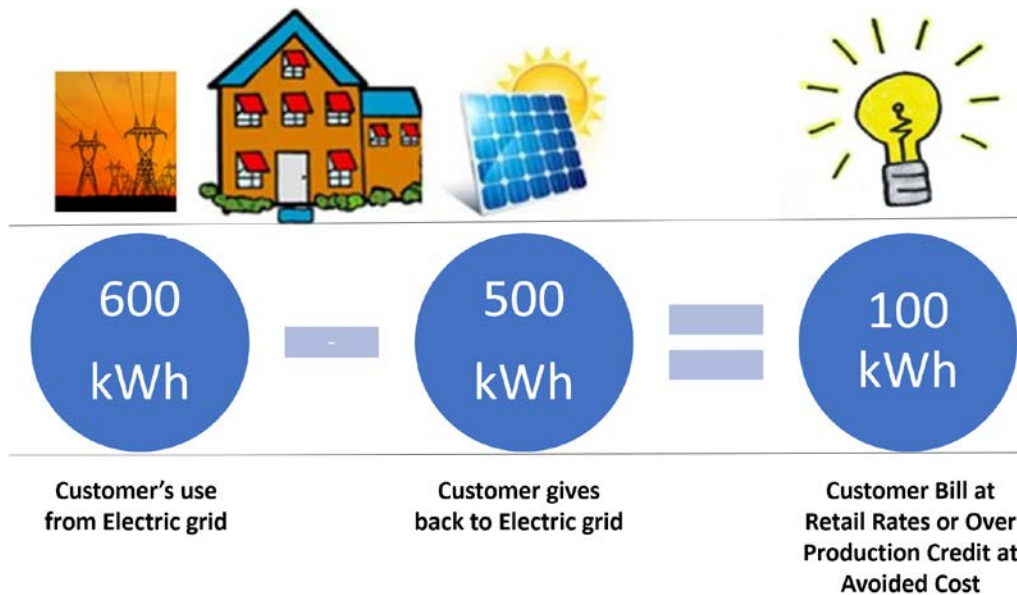 600
kWh
-
500
kWh
100
kWh
Customer's use
from Electric grid
Customer gives
back to Electric grid
Customer Bill at
Retail Rates or Over
Production Credit at
Avoided Cost